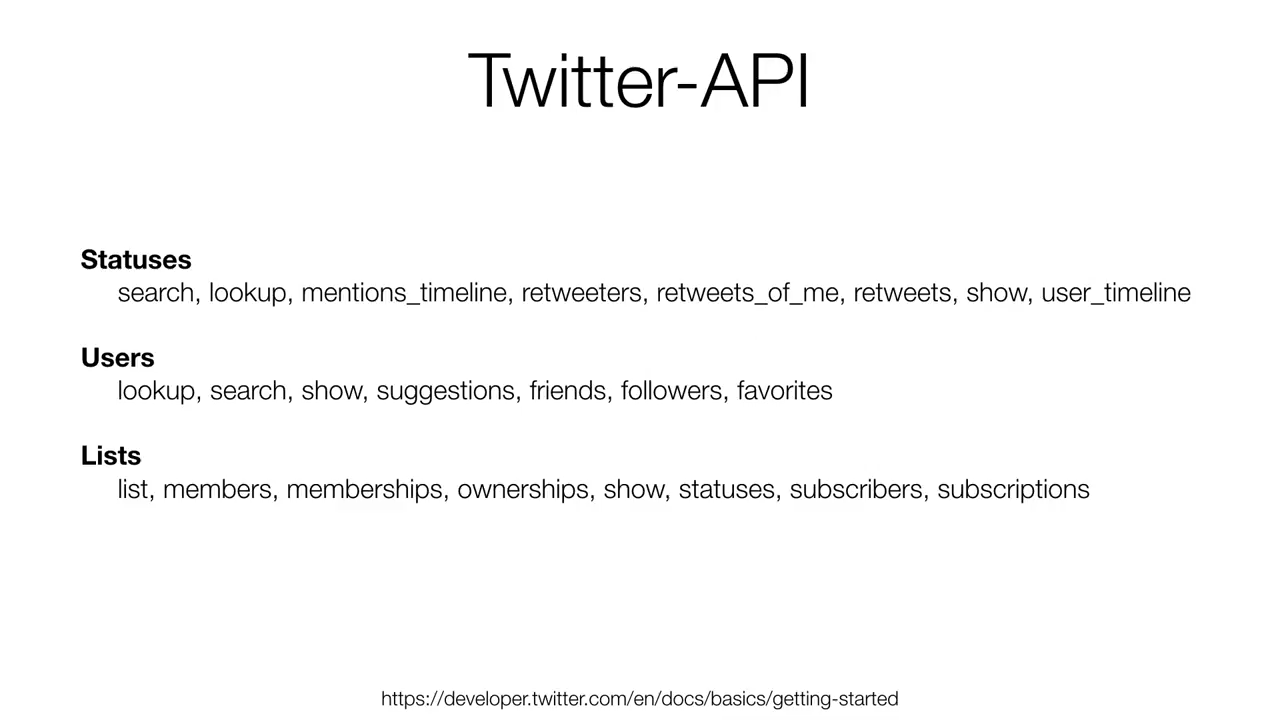 Twitter-API
Statuses
search, lookup, mentions_timeline, retweeters, retweets_of_me, retweets, show, user_timeline
Users
lookup, search, show, suggestions, friends, followers, favorites
Lists
list, members, memberships, ownerships, show, statuses, subscribers, subscriptions
https://developer.twitter.com/en/docs/basics/getting-started